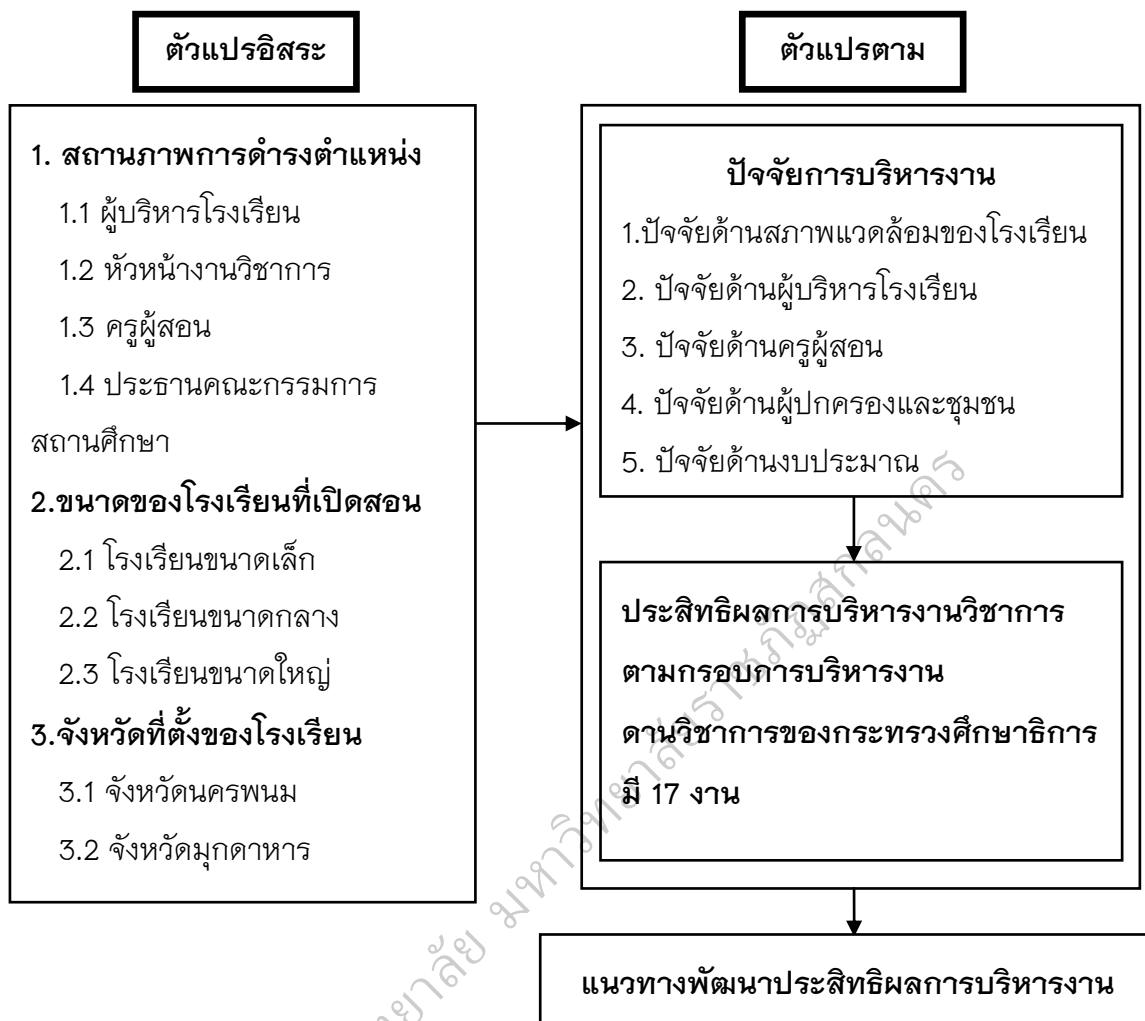 ตัวแปรอิสระ
1. สถานภาพการดำรงตำแหน่ง
1.1 ผู้บริหารโรงเรียน
1.2 หัวหน้างานวิชาการ
1.3 ครูผู้สอน
1.4 ประธานคณะกรรมการ
สถานศึกษา
2.ขนาดของโรงเรียนที่เปิดสอน
2.1 โรงเรียนขนาดเล็ก
2.2 โรงเรียนขนาดกลาง
2.3 โรงเรียนขนาดใหญ่
3.จังหวัดที่ตั้งของโรงเรียน
3.1 จังหวัดนครพนม
3.2 จังหวัดมุกดาหาร
ตัวแปรตาม
ปัจจัยการบริหารงาน
1.ปัจจัยด้านสภาพแวดล้อมของโรงเรียน
2. ปัจจัยด้านผู้บริหารโรงเรียน
3. ปัจจัยด้านครูผู้สอน
4. ปัจจัยด้านผู้ปกครองและชุมชน
5. ปัจจัยด้านงบประมาณ
ประสิทธิผลการบริหารงานวิชาการ
ตามกรอบการบริหารงาน
ดานวิชาการของกระทรวงศึกษาธิการ
มี 17 งาน
แนวทางพัฒนาประสิทธิผลการบริหารงาน
มหาวิทยาลัยราชภัฏสกลนคร